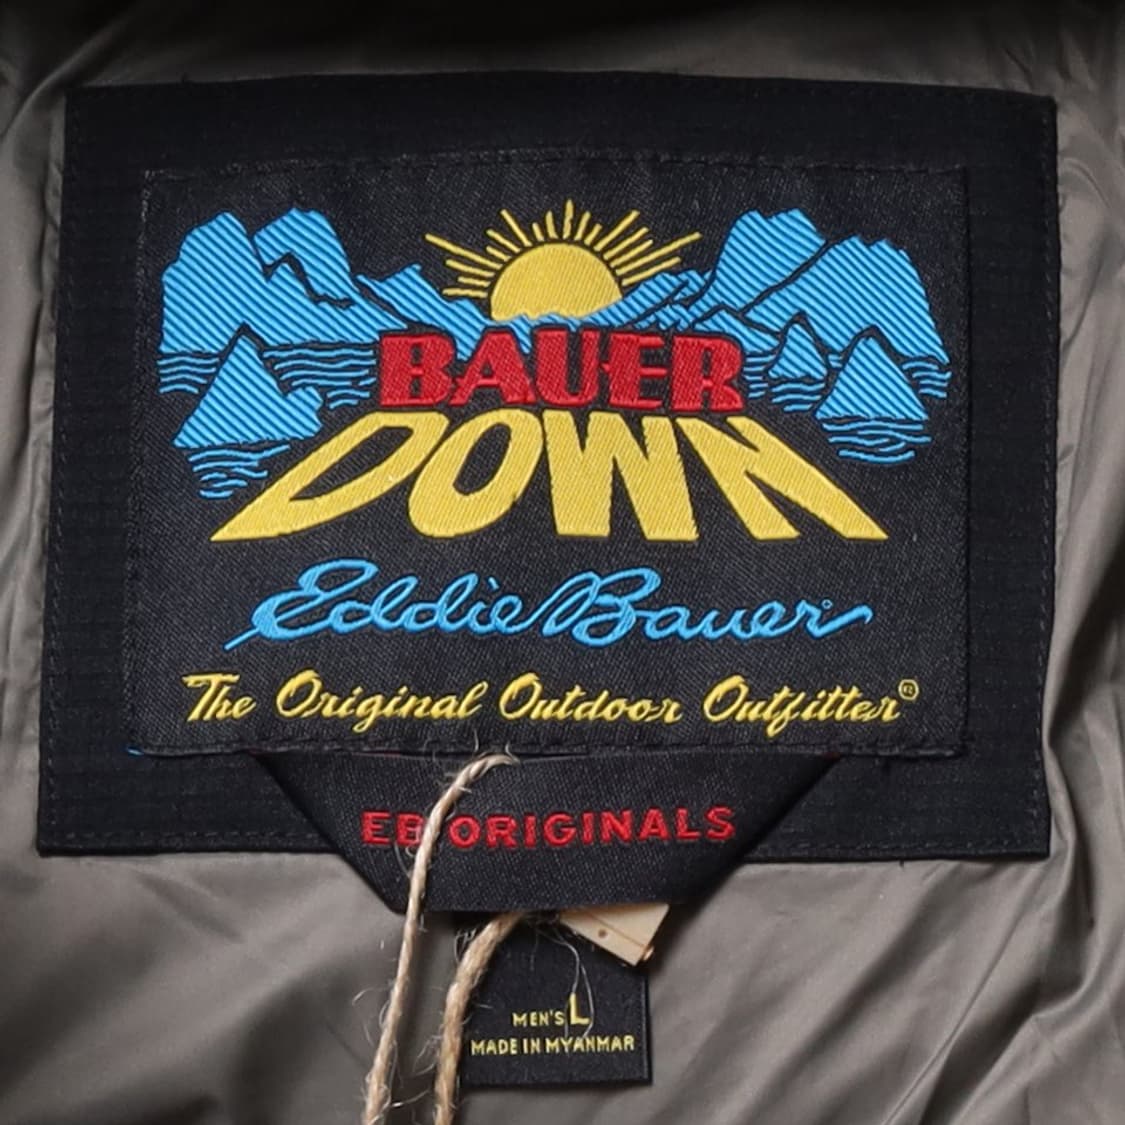 BAUER
DOWN
Eddie Bauer
The Original Outdoor Outfitter®
EB ORIGINALS
MEN'S L
MADE IN MYANMAR